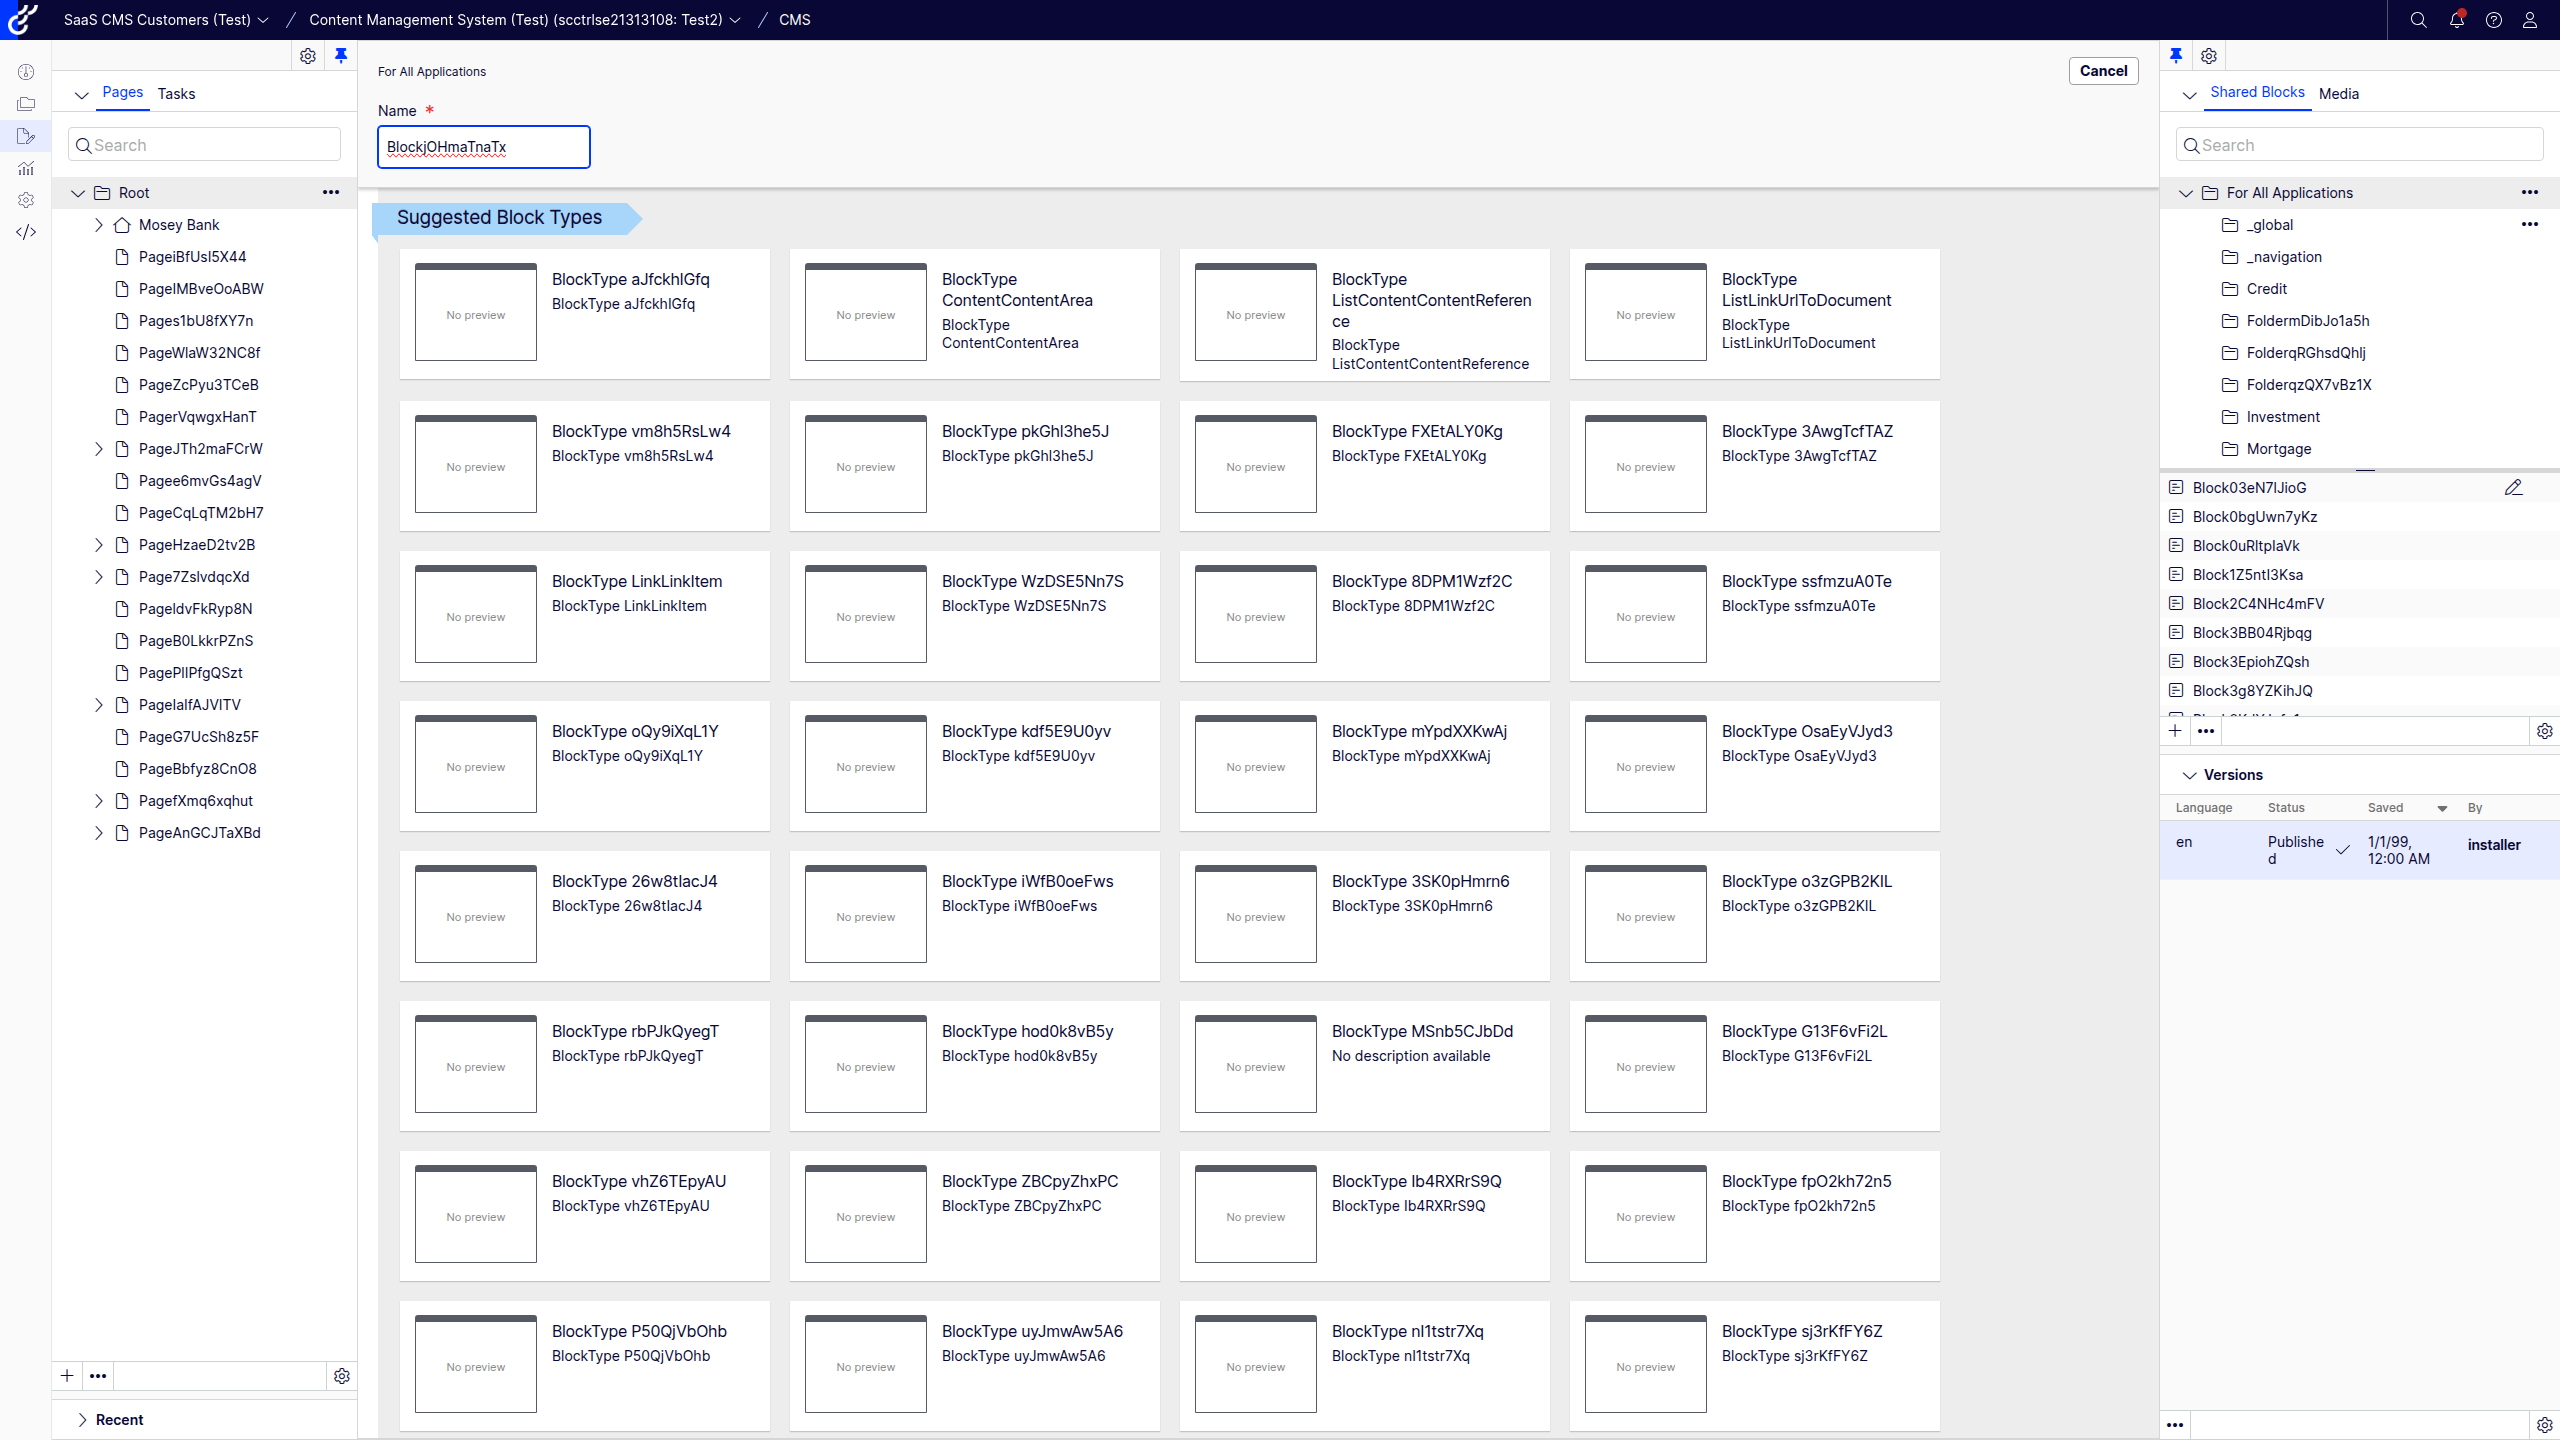 SaaS CMS Customers (Test)
Content Management System (Test) (scctrlse21313108: Test2)
CMS
Pages
Tasks
Search
Root
Mosey Bank
PageiBfUsI5X44
PageIMBveOoABW
Pages1bU8fXY7n
PageWlaW32NC8f
PageZcPyu3TCeB
PagerVqwgxHanT
PageJTh2maFCrW
Pagee6mvGs4agV
PageCqLqTM2bH7
PageHzaeD2tv2B
Page7ZslvdqcXd
PageldvFkRyp8N
PageB0LkkrPZnS
PagePIIPfgQSzt
PagelalfAJVITV
PageG7UcSh8z5F
PageBbfyz8CnO8
PagefXmq6xqhut
PageAnGCJTaXBd
Recent
For All Applications
Cancel
Name *
BlockjOHmaTnaTx
Suggested Block Types
No preview
BlockType aJfckhlGfq
BlockType aJfckhlGfq
No preview
BlockType
ContentContentArea
BlockType
ContentContentArea
No preview
BlockType
ListContentContentReferen
ce
BlockType
ListContentContentReference
No preview
BlockType
ListLinkUrlToDocument
BlockType
ListLinkUrlToDocument
No preview
BlockType vm8h5RsLw4
BlockType vm8h5RsLw4
No preview
BlockType pkGhl3he5J
BlockType pkGhl3he5J
No preview
BlockType FXEtALY0Kg
BlockType FXEtALY0Kg
No preview
BlockType 3AwgTcfTAZ
BlockType 3AwgTcfTAZ
No preview
BlockType LinkLinkItem
BlockType LinkLinkItem
No preview
BlockType WzDSE5Nn7S
BlockType WzDSE5Nn7S
No preview
BlockType 8DPM1Wzf2C
BlockType 8DPM1Wzf2C
No preview
BlockType ssfmzuA0Te
BlockType ssfmzuA0Te
No preview
BlockType oQy9iXqL1Y
BlockType oQy9iXqL1Y
No preview
BlockType kdf5E9U0yv
BlockType kdf5E9U0yv
No preview
BlockType mYpdXXKwAj
BlockType mYpdXXKwAj
No preview
BlockType OsaEyVJyd3
BlockType OsaEyVJyd3
No preview
BlockType 26w8tIacJ4
BlockType 26w8tIacJ4
No preview
BlockType iWfB0oeFws
BlockType iWfB0oeFws
No preview
BlockType 3SK0pHmrn6
BlockType 3SK0pHmrn6
No preview
BlockType o3zGPB2KIL
BlockType o3zGPB2KIL
No preview
BlockType rbPJkQyegT
BlockType rbPJkQyegT
No preview
BlockType hod0k8vB5y
BlockType hod0k8vB5y
No preview
BlockType MSnb5CJbDd
No description available
No preview
BlockType G13F6vFi2L
BlockType G13F6vFi2L
No preview
BlockType vhZ6TEpyAU
BlockType vhZ6TEpyAU
No preview
BlockType ZBCpyZhxPC
BlockType ZBCpyZhxPC
No preview
BlockType Ib4RXRrS9Q
BlockType Ib4RXRrS9Q
No preview
BlockType fpO2kh72n5
BlockType fpO2kh72n5
No preview
BlockType P50QjVbOhb
BlockType P50QjVbOhb
No preview
BlockType uyJmwAw5A6
BlockType uyJmwAw5A6
No preview
BlockType nl1tstr7Xq
BlockType nl1tstr7Xq
No preview
BlockType sj3rKfFY6Z
BlockType sj3rKfFY6Z
Shared Blocks
Media
Search
For All Applications
_global
_navigation
Credit
FoldermDibJo1a5h
FolderqRGhsdQhlj
FolderqzQX7vBz1X
Investment
Mortgage
Block03eN7IJioG
Block0bgUwn7yKz
Block0uRltplaVk
Block1Z5ntI3Ksa
Block2C4NHc4mFV
Block3BB04Rjbqg
Block3EpiohZQsh
Block3g8YZKihJQ
Versions
Language Status Saved By
en
Publishe
d
1/1/99,
12:00 AM
installer